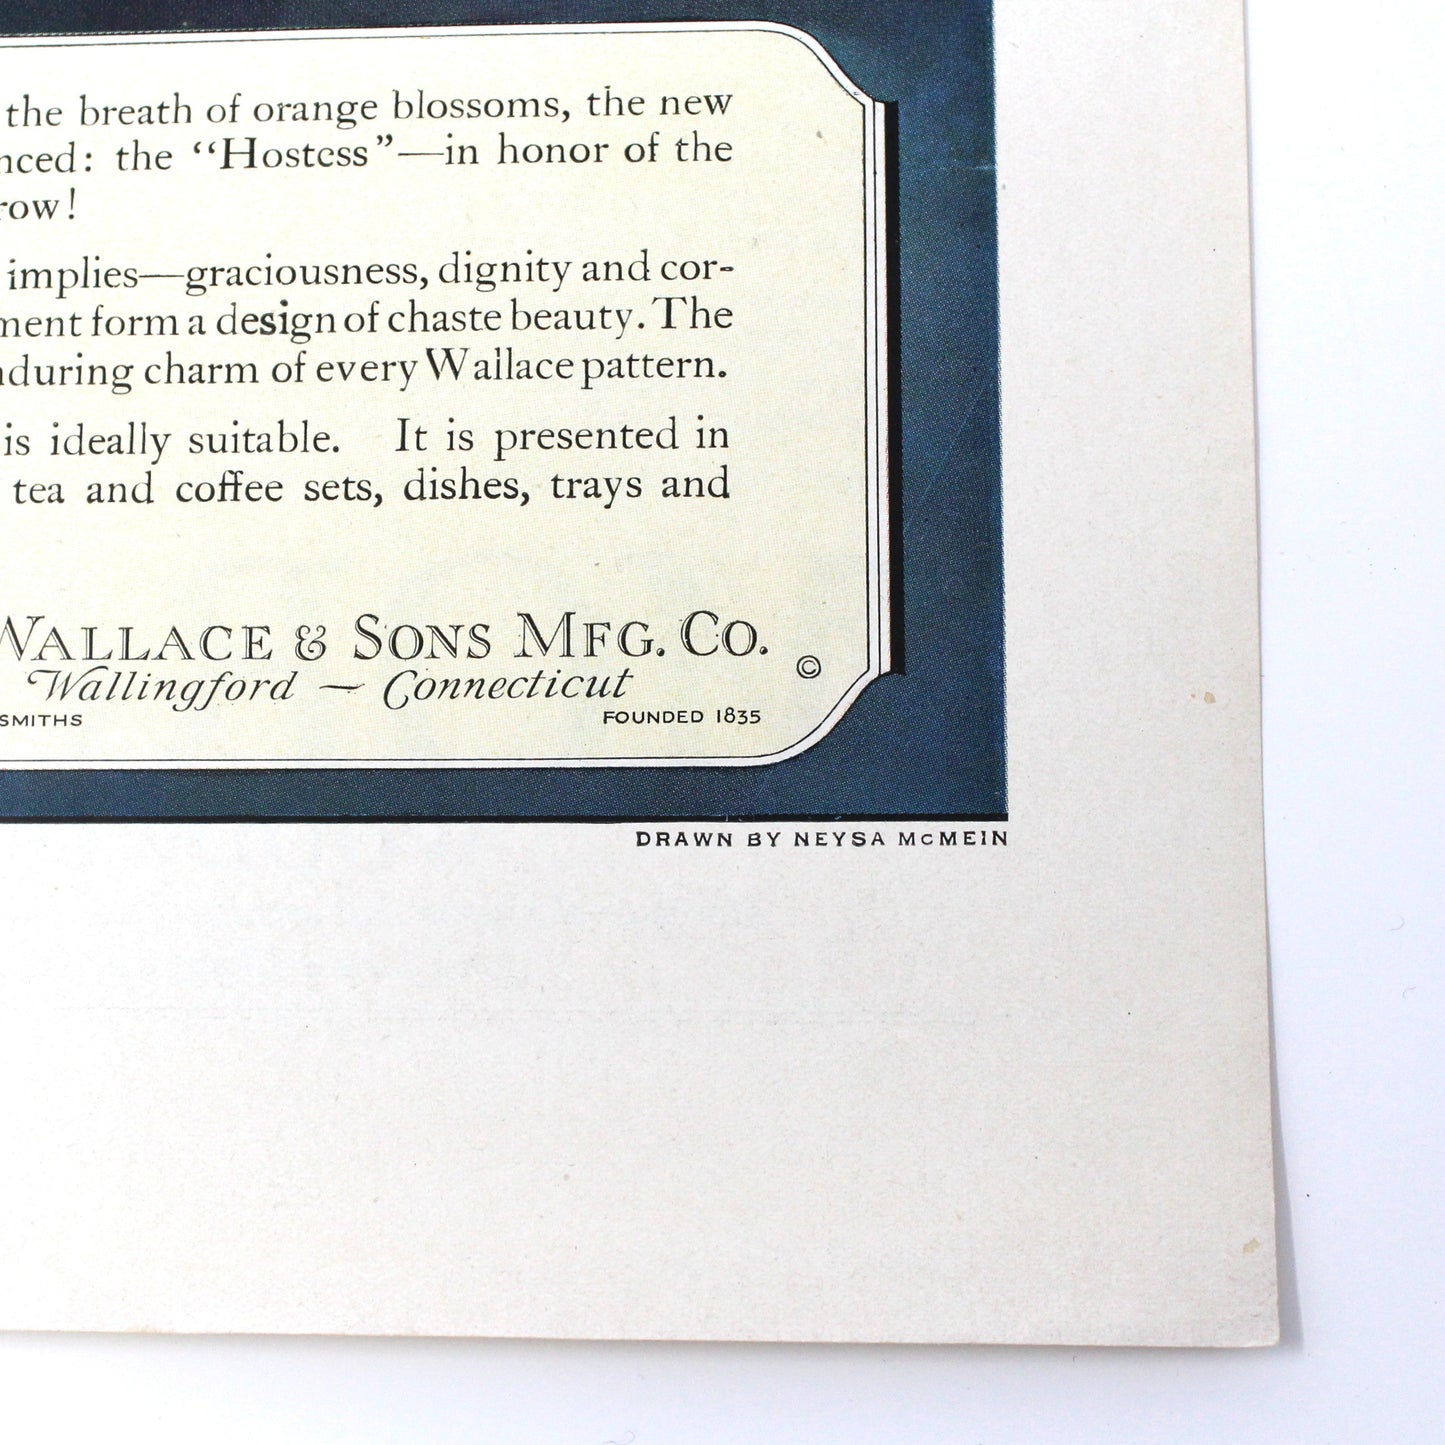 the breath of orange blossoms, the new
nced: the “Hostess”—in honor of the
row!
implies—graciousness, dignity and cor-
ment form a design of chaste beauty. The
nduring charm of every Wallace pattern.
is ideally suitable. It is presented in
tea and coffee sets, dishes, trays and
WALLACE & SONS MFG. CO.
Wallingford — Connecticut
©
SMITHS FOUNDED 1835
DRAWN BY NEYSA McMEIN